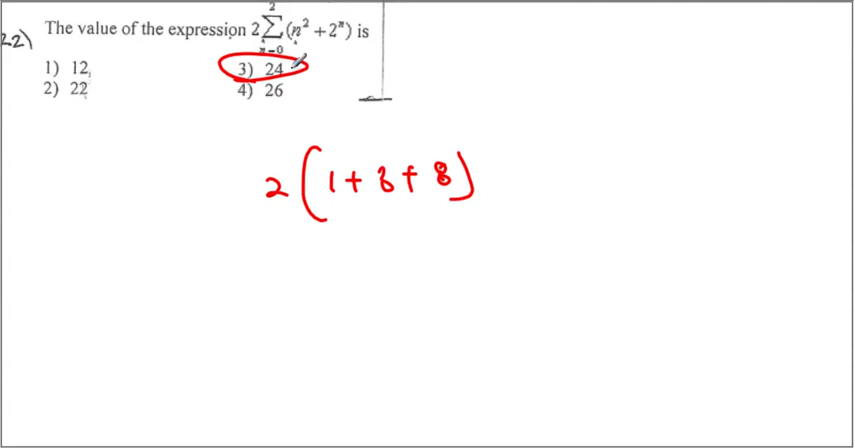 22) The value of the expression 2 \sum_{n=0}^{2} (n² + 2ⁿ) is
1) 12 3) 24
2) 22 4) 26
2(1+3+8)